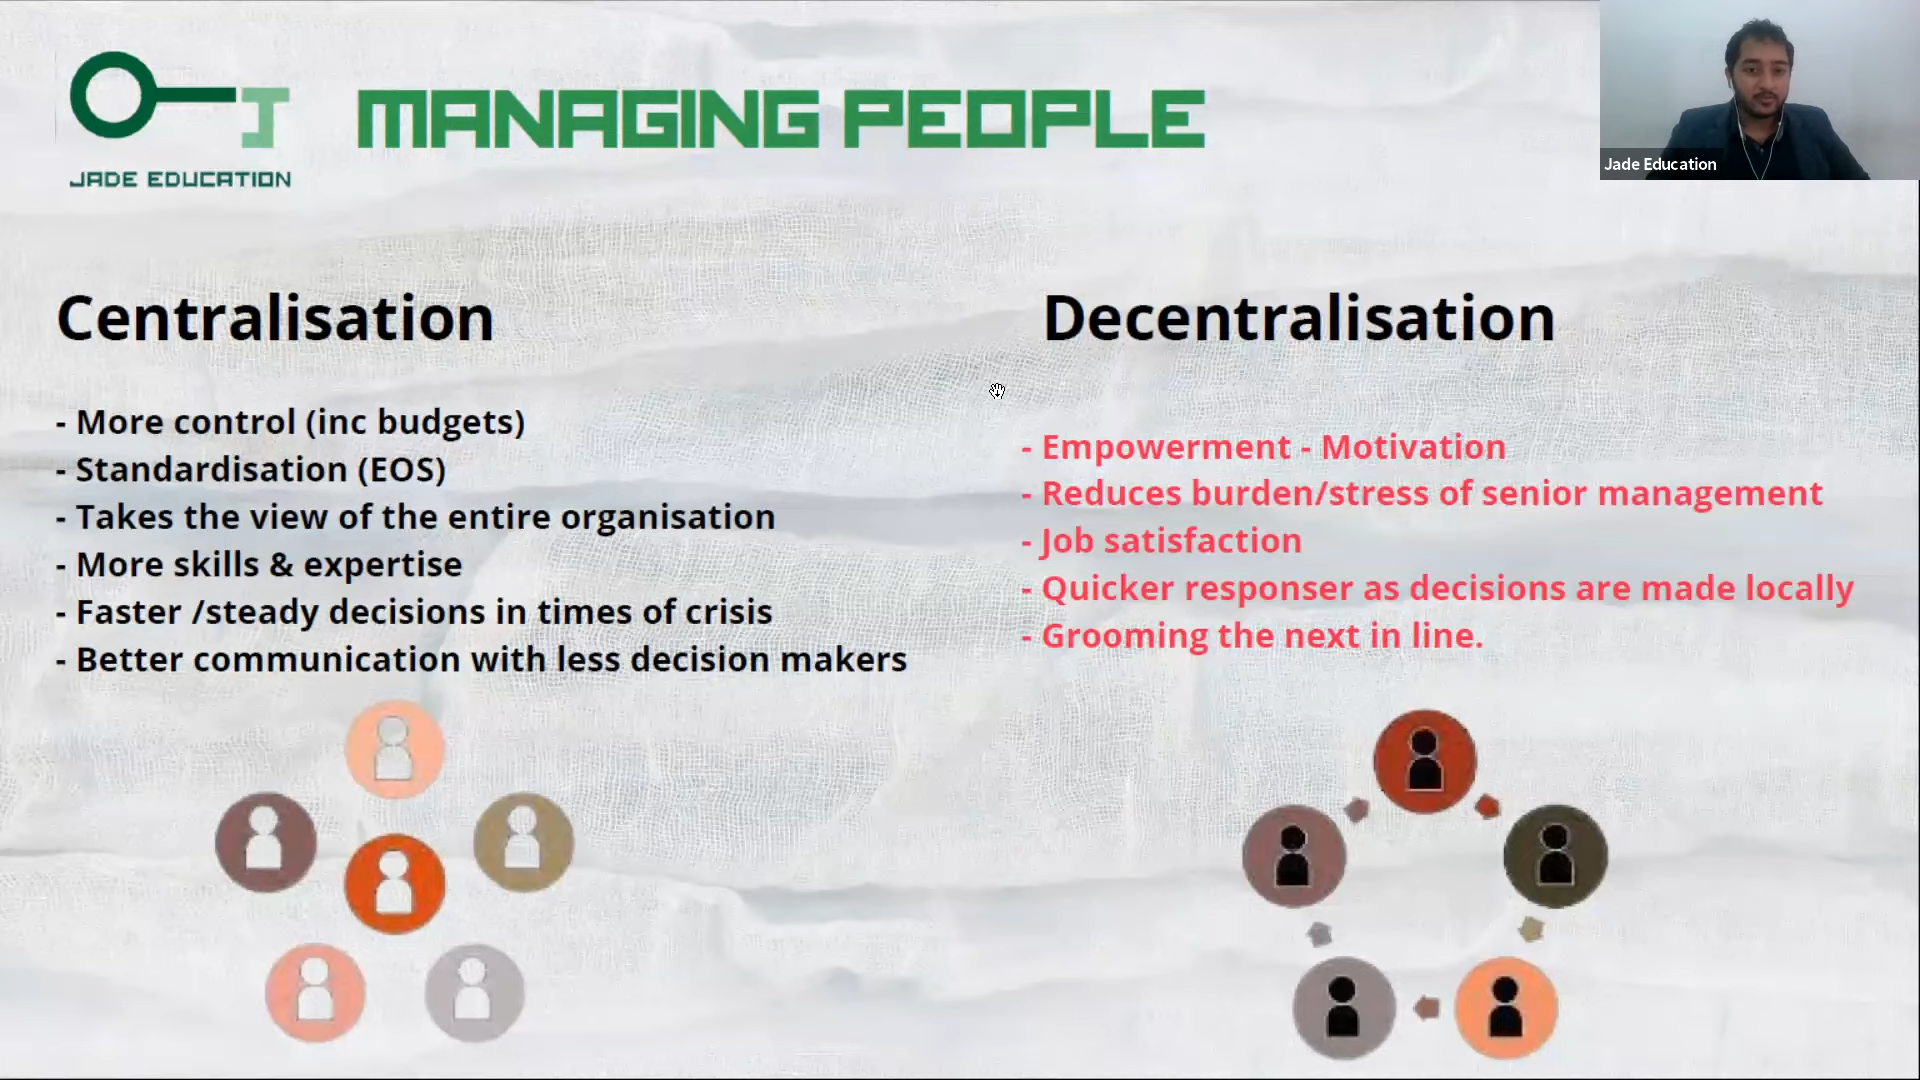 J
JADE EDUCATION
MANAGING PEOPLE
Jade Education
Centralisation
- More control (inc budgets)
- Standardisation (EOS)
- Takes the view of the entire organisation
- More skills & expertise
- Faster /steady decisions in times of crisis
- Better communication with less decision makers
Decentralisation
- Empowerment - Motivation
- Reduces burden/stress of senior management
- Job satisfaction
- Quicker responser as decisions are made locally
- Grooming the next in line.